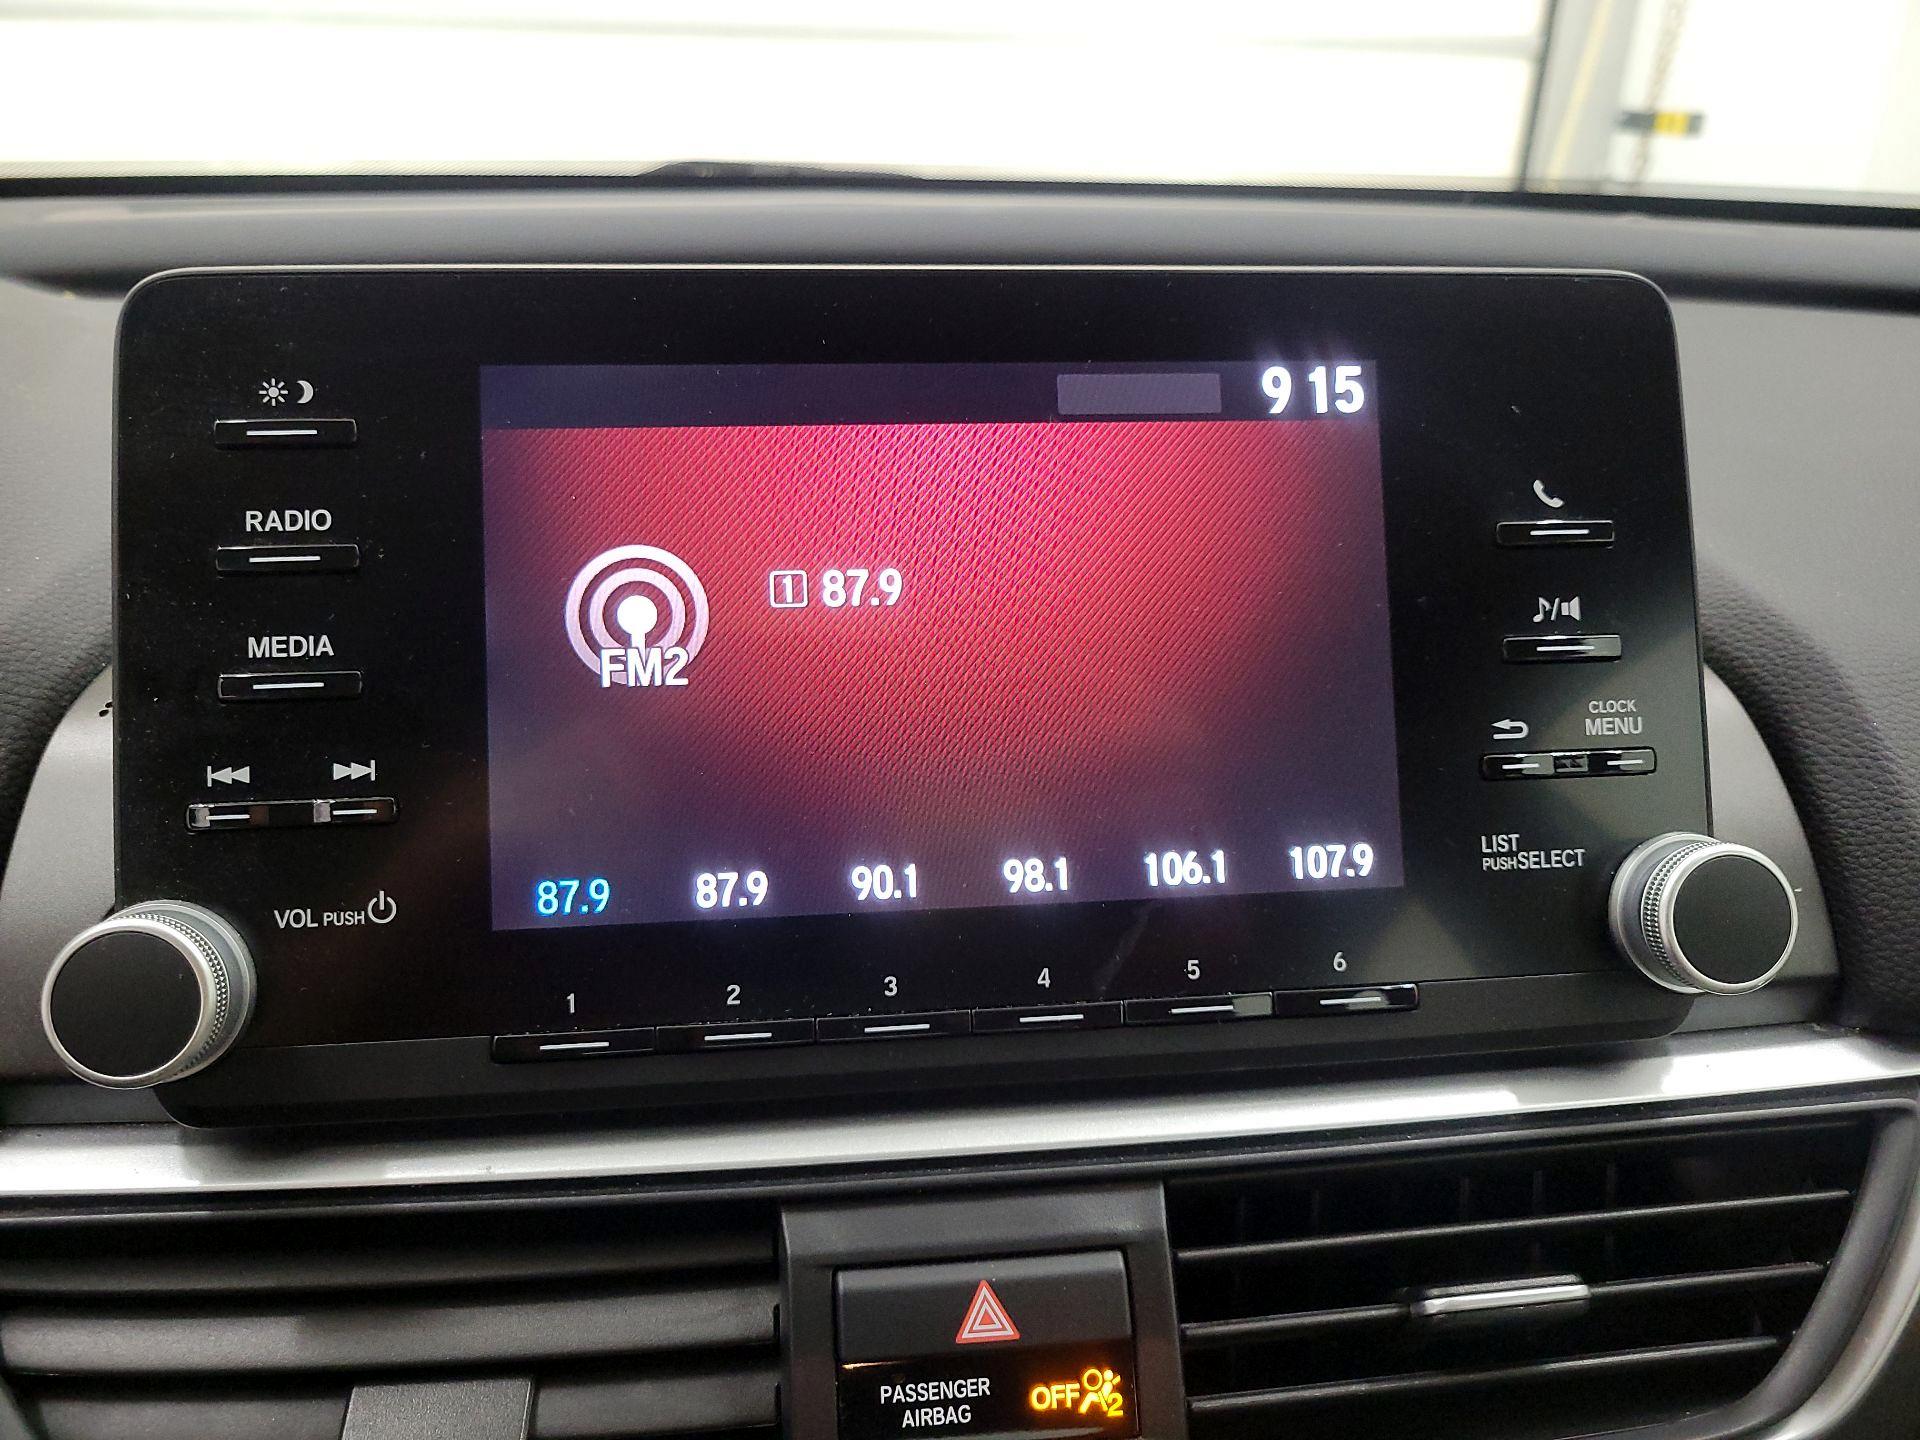 9 15
RADIO
MEDIA
1 87.9
FM2
CLOCK
MENU
LIST
PUSH SELECT
VOL PUSH
87.9 87.9 90.1 98.1 106.1 107.9
1 2 3 4 5 6
PASSENGER
AIRBAG
OFF 2